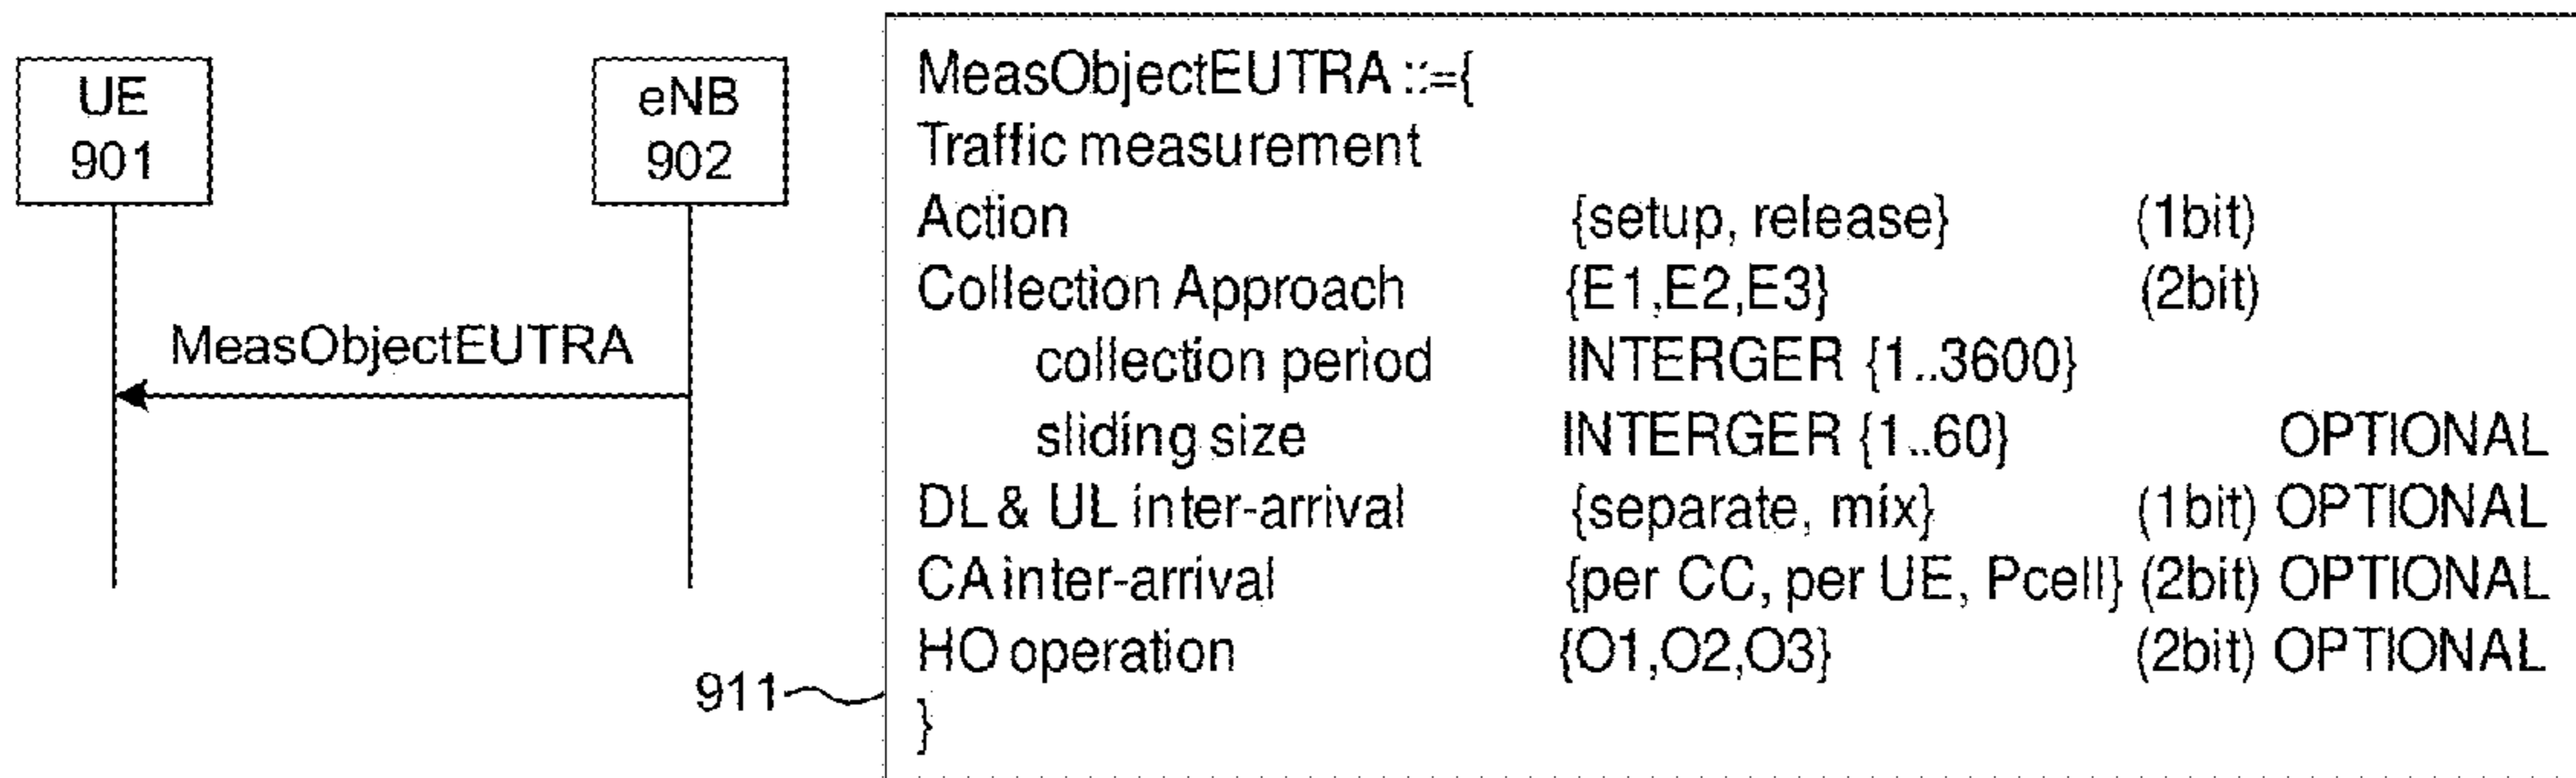 UE
901
eNB
902
MeasObjectEUTRA
911
MeasObjectEUTRA ::={
Traffic measurement
Action {setup, release} (1bit)
Collection Approach {E1,E2,E3} (2bit)
collection period INTERGER {1..3600}
sliding size INTERGER {1..60} OPTIONAL
DL & UL inter-arrival {separate, mix} (1bit) OPTIONAL
CA inter-arrival {per CC, per UE, Pcell} (2bit) OPTIONAL
HO operation {O1,O2,O3} (2bit) OPTIONAL
}